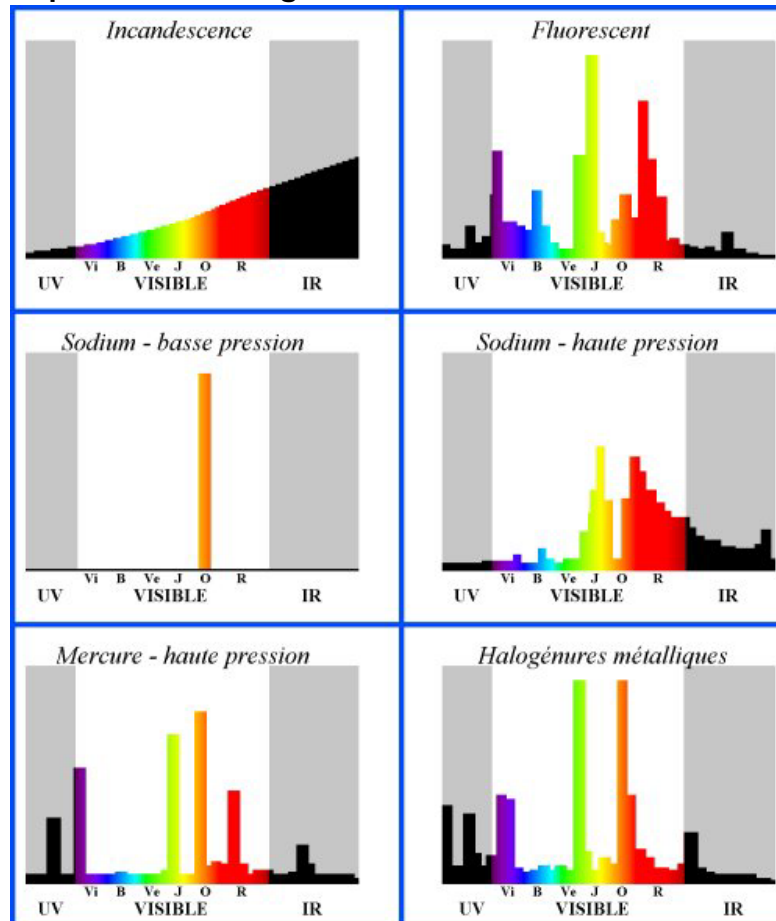 Incandescence
Fluorescent
Vi B Ve J O R
UV VISIBLE IR
Vi B Ve J O R
UV VISIBLE IR
Sodium - basse pression
Sodium - haute pression
Vi B Ve J O R
UV VISIBLE IR
Vi B Ve J O R
UV VISIBLE IR
Mercure - haute pression
Halogénures métalliques
Vi B Ve J O R
UV VISIBLE IR
Vi B Ve J O R
UV VISIBLE IR